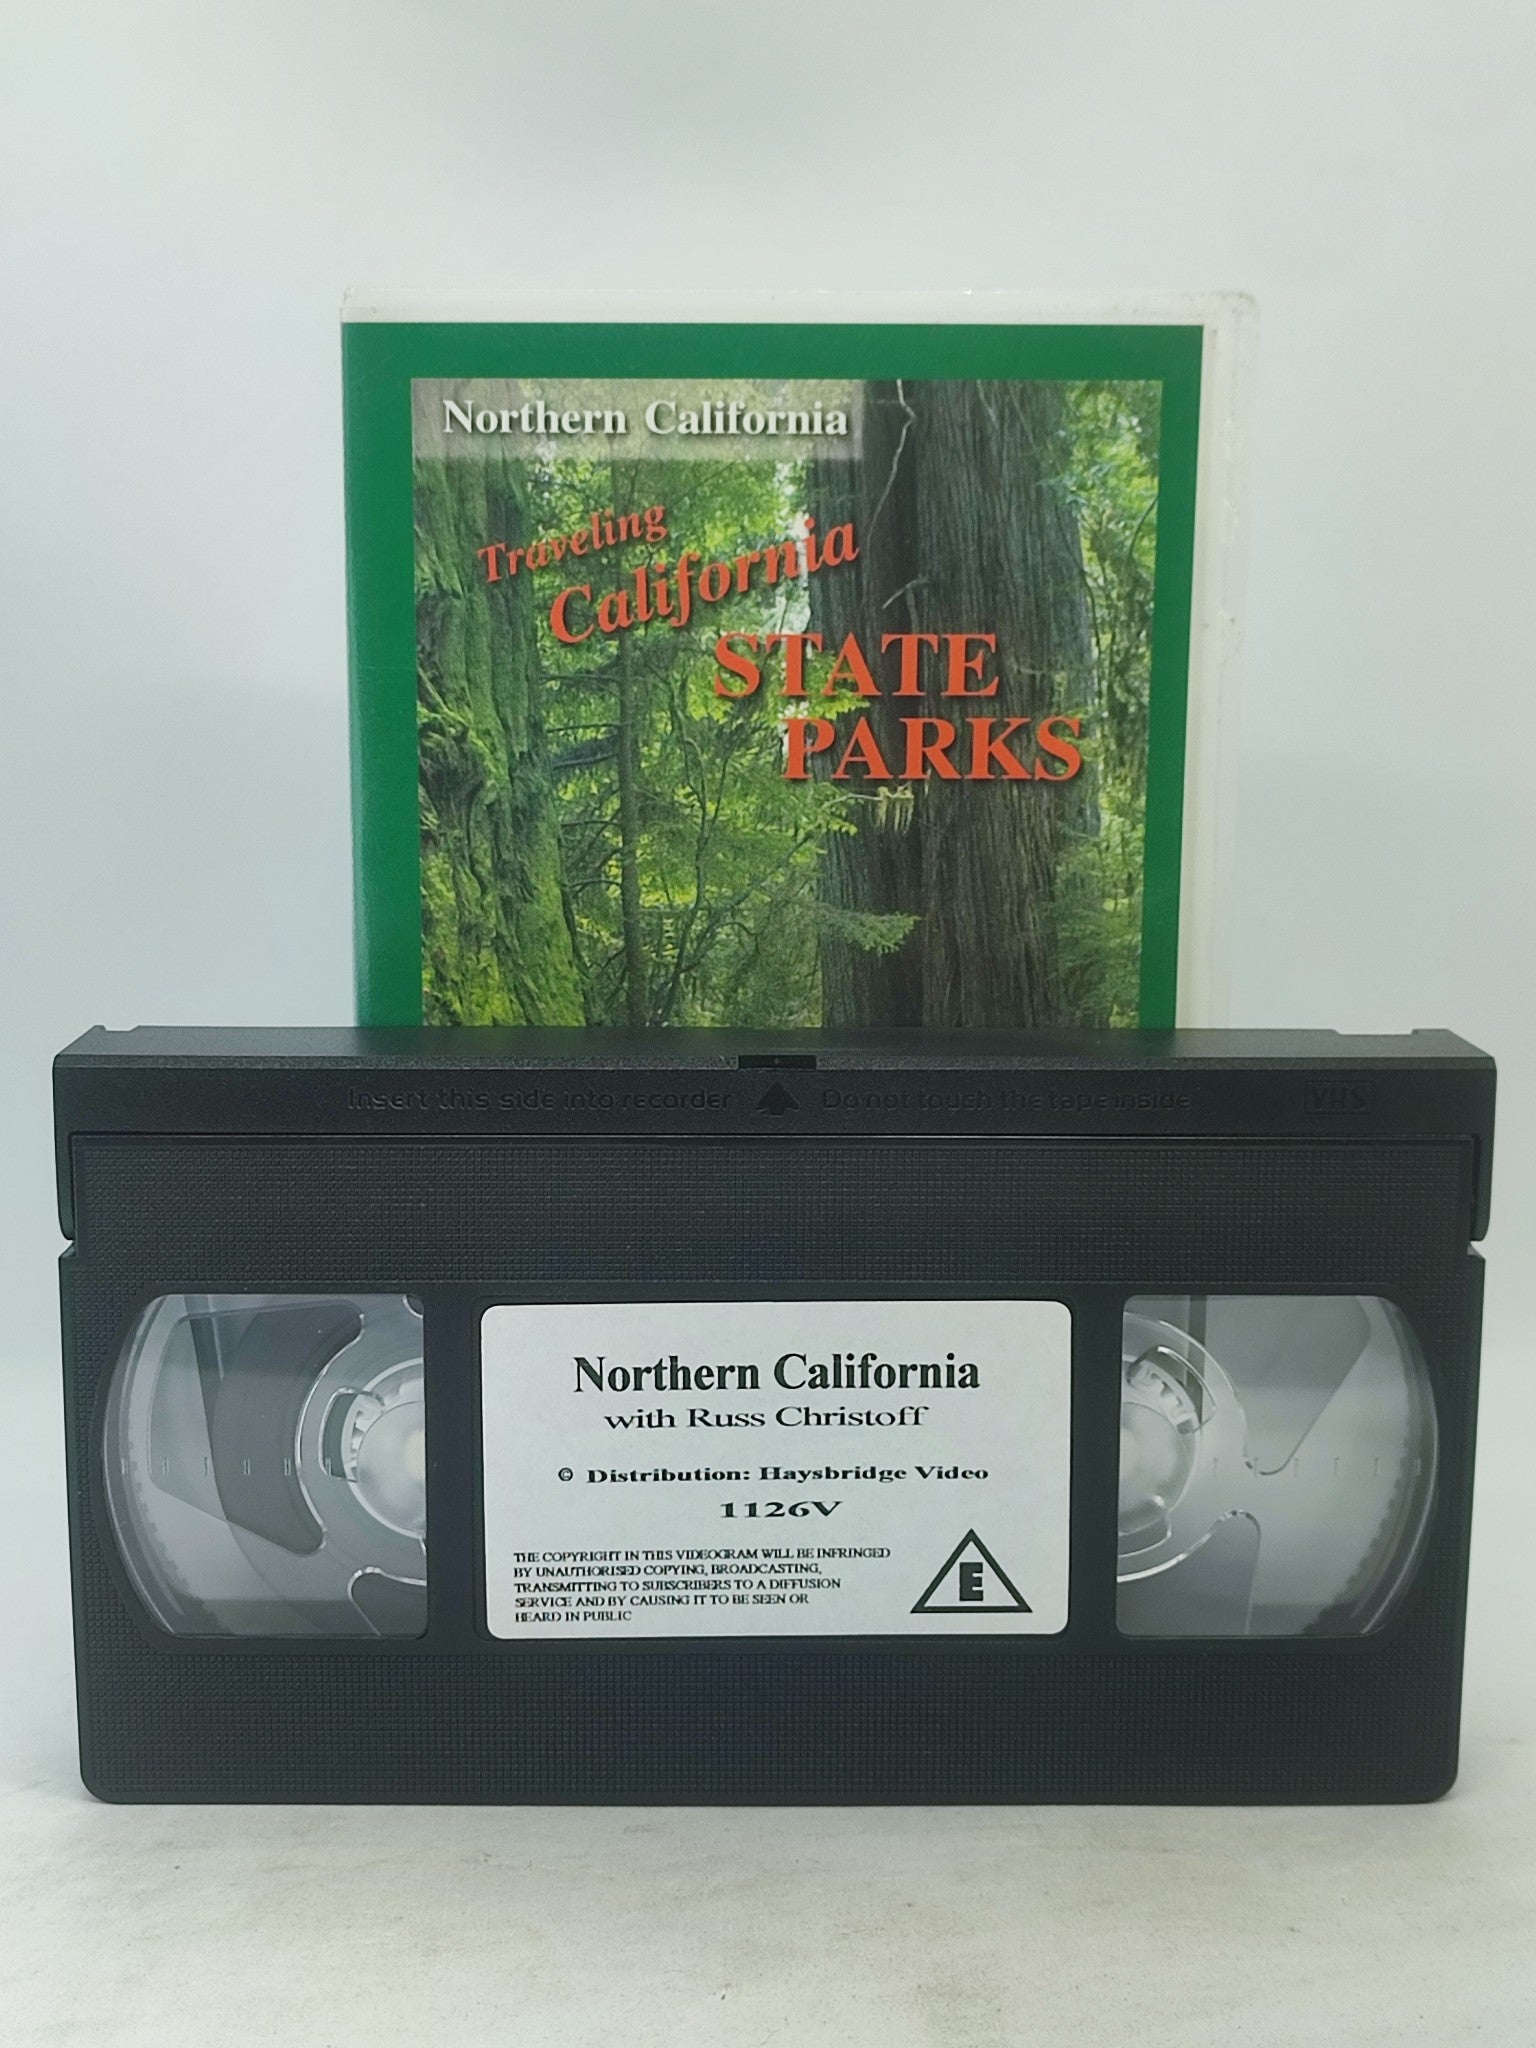 Northern California
Traveling
California
STATE
PARKS
Insert this side into recorder Do not touch the tape inside VHS
Northern California
with Russ Christoff
© Distribution: Haysbridge Video
1126V
THE COPYRIGHT IN THIS VIDEOGRAM WILL BE INFRINGED
BY UNAUTHORISED COPYING, BROADCASTING,
TRANSMITTING TO SUBSCRIBERS TO A DIFFUSION
SERVICE AND BY CAUSING IT TO BE SEEN OR
HEARD IN PUBLIC
E